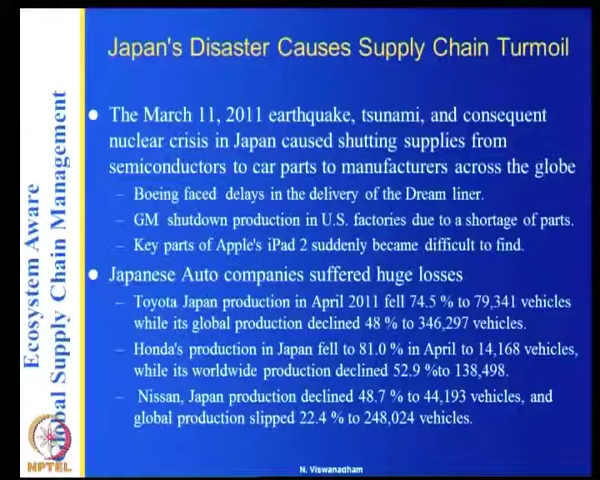 Japan's Disaster Causes Supply Chain Turmoil
The March 11, 2011 earthquake, tsunami, and consequent
nuclear crisis in Japan caused shutting supplies from
semiconductors to car parts to manufacturers across the globe
– Boeing faced delays in the delivery of the Dream liner.
– GM shutdown production in U.S. factories due to a shortage of parts.
– Key parts of Apple's iPad 2 suddenly became difficult to find.
Japanese Auto companies suffered huge losses
– Toyota Japan production in April 2011 fell 74.5 % to 79,341 vehicles
while its global production declined 48 % to 346,297 vehicles.
– Honda's production in Japan fell to 81.0 % in April to 14,168 vehicles,
while its worldwide production declined 52.9 %to 138,498.
– Nissan, Japan production declined 48.7 % to 44,193 vehicles, and
global production slipped 22.4 % to 248,024 vehicles.
Ecosystem Aware
Global Supply Chain Management
NPTEL
N. Viswanadham